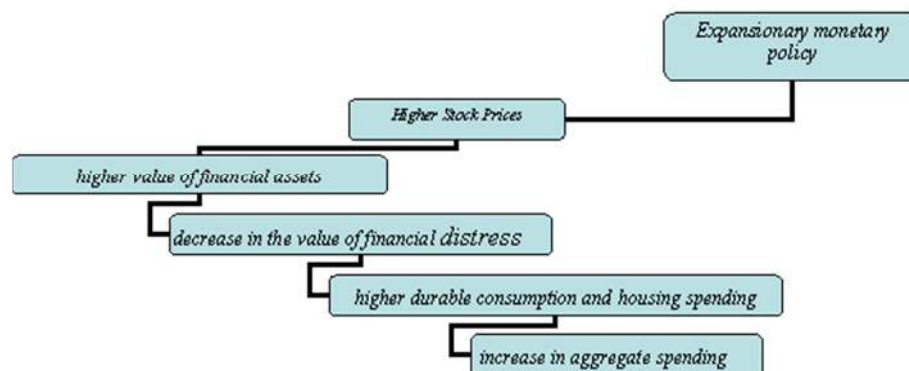 Expansionary monetary
policy
Higher Stock Prices
higher value of financial assets
decrease in the value of financial distress
higher durable consumption and housing spending
increase in aggregate spending